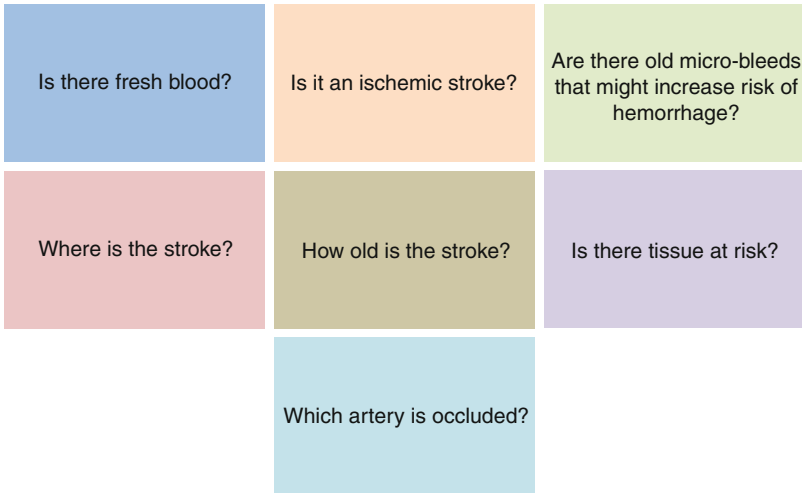 Is there fresh blood?
Is it an ischemic stroke?
Are there old micro-bleeds
that might increase risk of
hemorrhage?
Where is the stroke?
How old is the stroke?
Is there tissue at risk?
Which artery is occluded?